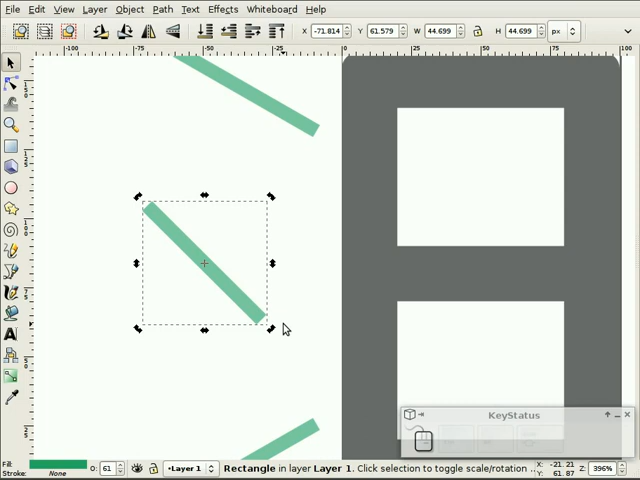 File Edit View Layer Object Path Text Effects Whiteboard Help
X -71.814 Y 61.579 W 44.699 H 44.699 px
-100 -75 -50 -25 0 25 50 75 100
KeyStatus
Fill: Stroke: None O: 61 •Layer 1 Rectangle in layer Layer 1. Click selection to toggle scale/rotation .. X: -21.21 Y: 61.87 Z: 396%